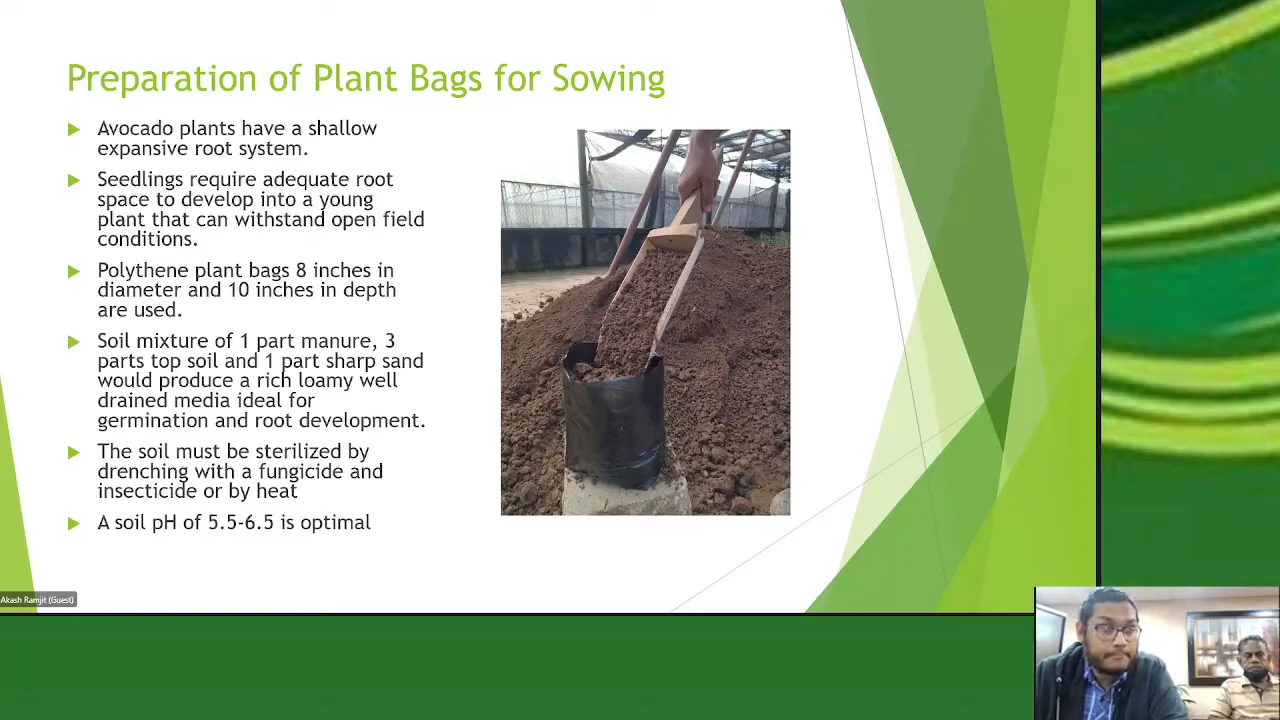 Preparation of Plant Bags for Sowing
Avocado plants have a shallow
expansive root system.
Seedlings require adequate root
space to develop into a young
plant that can withstand open field
conditions.
Polythene plant bags 8 inches in
diameter and 10 inches in depth
are used.
Soil mixture of 1 part manure, 3
parts top soil and 1 part sharp sand
would produce a rich loamy well
drained media ideal for
germination and root development.
The soil must be sterilized by
drenching with a fungicide and
insecticide or by heat
A soil pH of 5.5-6.5 is optimal
Akash Ramjit (Guest)